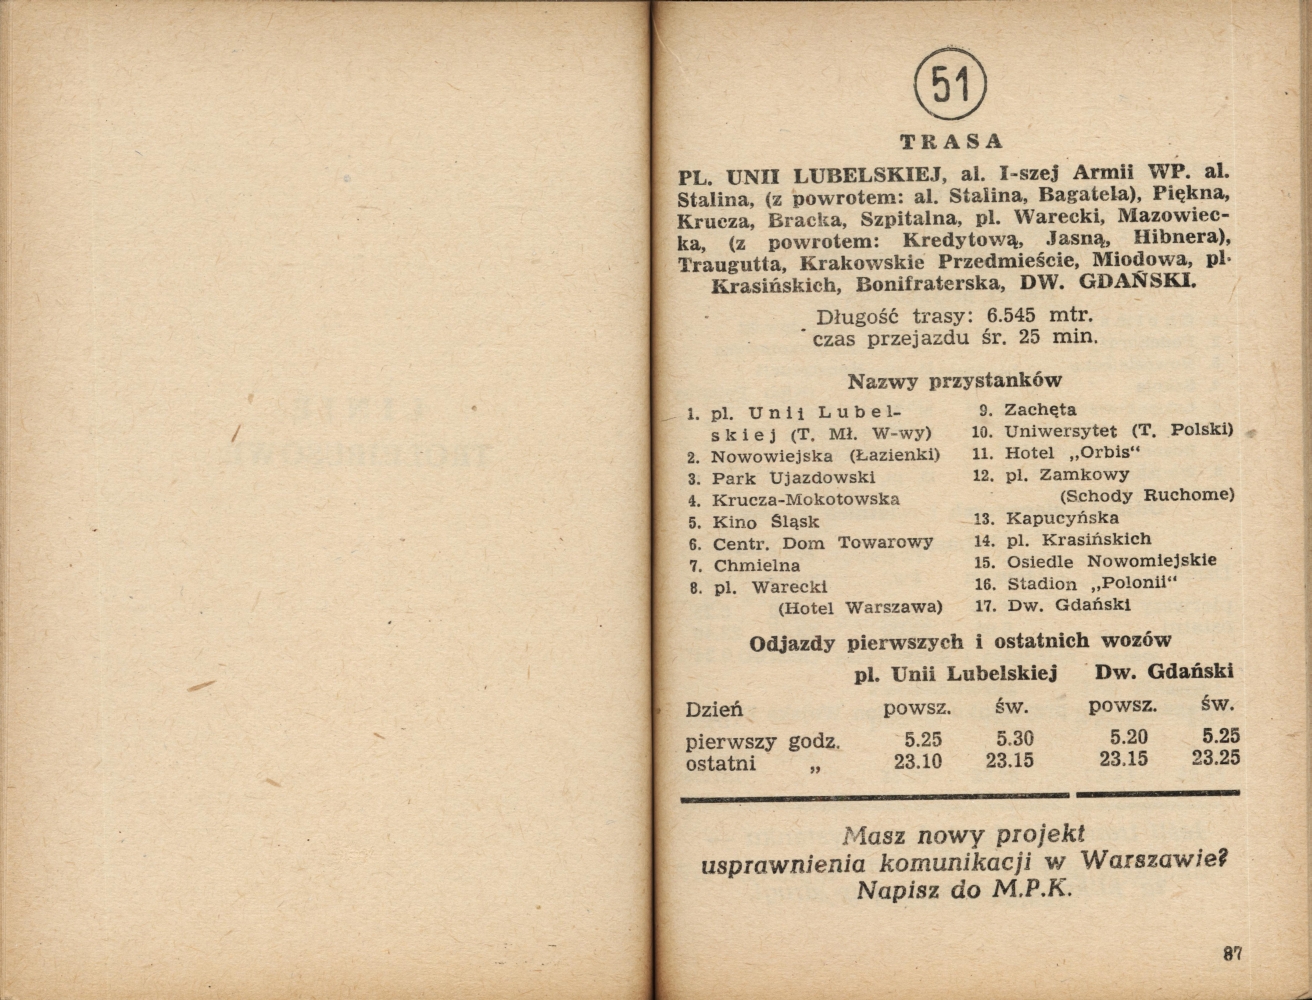 51
TRASA
PL. UNII LUBELSKIEJ, al. I-szej Armii WP. al.
Stalina, (z powrotem: al. Stalina, Bagatela), Piękna,
Krucza, Bracka, Szpitalna, pl. Warecki, Mazowiec-
ka, (z powrotem: Kredytową, Jasną, Hibnera),
Traugutta, Krakowskie Przedmieście, Miodowa, pl.
Krasińskich, Bonifraterska, DW. GDAŃSKI.
Długość trasy: 6.545 mtr.
czas przejazdu śr. 25 min.
Nazwy przystanków
1. pl. Unii Lubel-
skiej (T. Mł. W-wy)
2. Nowowiejska (Łazienki)
3. Park Ujazdowski
4. Krucza-Mokotowska
5. Kino Śląsk
6. Centr. Dom Towarowy
7. Chmielna
8. pl. Warecki
(Hotel Warszawa)
9. Zachęta
10. Uniwersytet (T. Polski)
11. Hotel „Orbis“
12. pl. Zamkowy
(Schody Ruchome)
13. Kapucyńska
14. pl. Krasińskich
15. Osiedle Nowomiejskie
16. Stadion „Polonii“
17. Dw. Gdański
Odjazdy pierwszych i ostatnich wozów
pl. Unii Lubelskiej Dw. Gdański
Dzień powsz. św. powsz. św.
pierwszy godz. 5.25 5.30 5.20 5.25
ostatni „ 23.10 23.15 23.15 23.25
Masz nowy projekt
usprawnienia komunikacji w Warszawie?
Napisz do M.P.K.
87